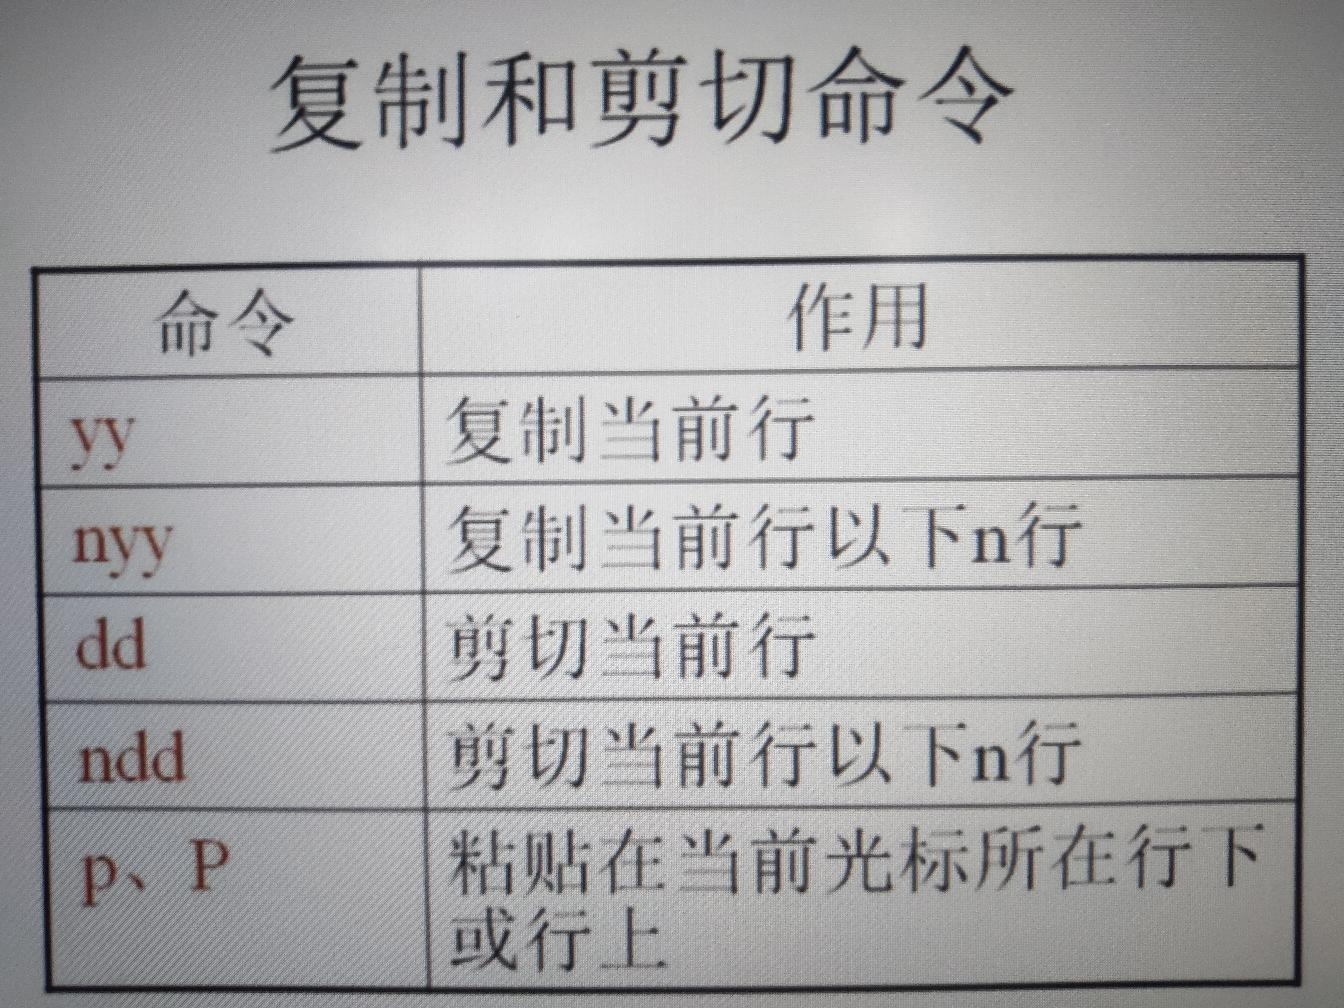 复制和剪切命令
命令 作用
yy 复制当前行
nyy 复制当前行以下n行
dd 剪切当前行
ndd 剪切当前行以下n行
p、P 粘贴在当前光标所在行下
或行上